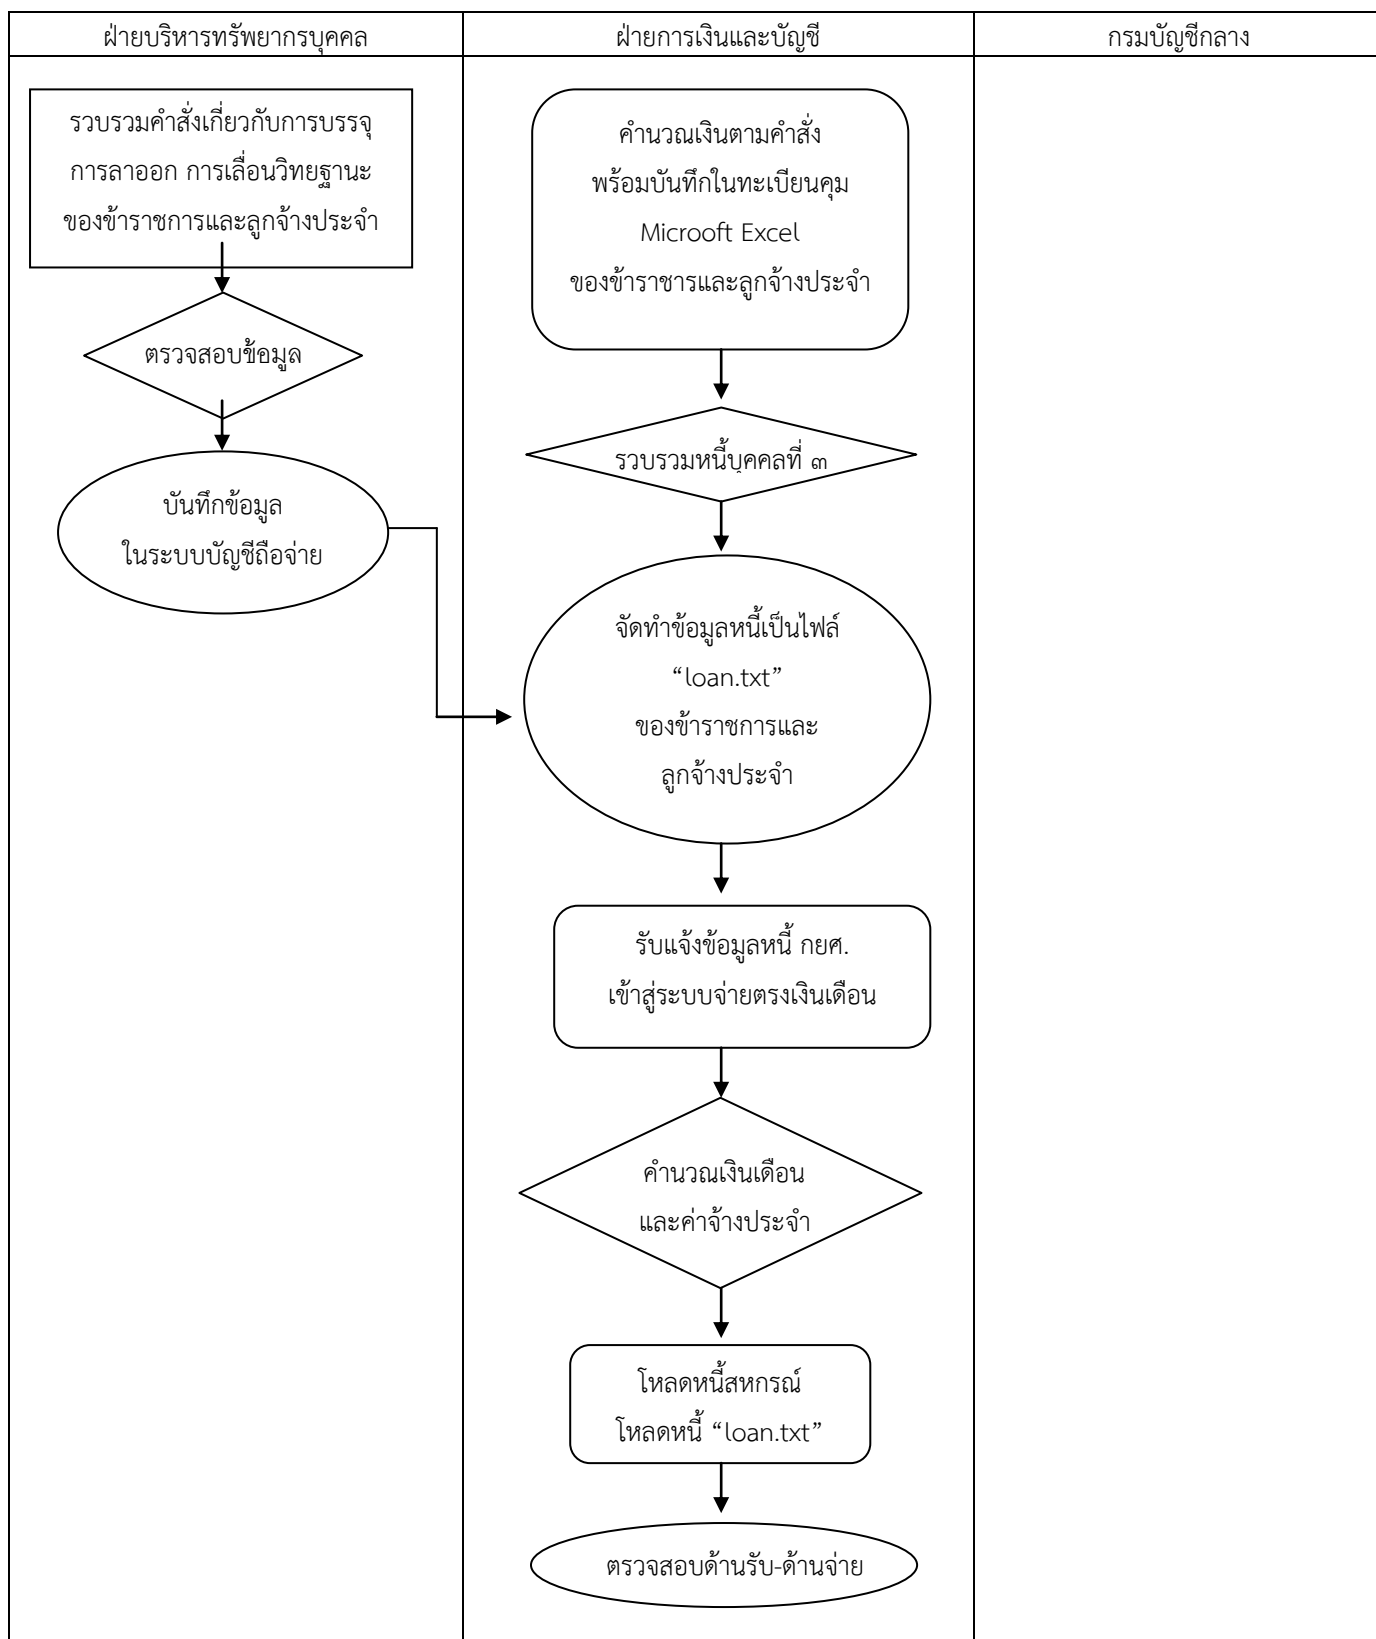 ฝ่ายบริหารทรัพยากรบุคคล
ฝ่ายการเงินและบัญชี
กรมบัญชีกลาง
รวบรวมคำสั่งเกี่ยวกับการบรรจุ
การลาออก การเลื่อนวิทยฐานะ
ของข้าราชการและลูกจ้างประจำ
ตรวจสอบข้อมูล
บันทึกข้อมูล
ในระบบบัญชีถือจ่าย
คำนวณเงินตามคำสั่ง
พร้อมบันทึกในทะเบียนคุม
Microoft Excel
ของข้าราชารและลูกจ้างประจำ
รวบรวมหนี้บุคคลที่ ๓
จัดทำข้อมูลหนี้เป็นไฟล์
“loan.txt”
ของข้าราชการและ
ลูกจ้างประจำ
รับแจ้งข้อมูลหนี้ กยศ.
เข้าสู่ระบบจ่ายตรงเงินเดือน
คำนวณเงินเดือน
และค่าจ้างประจำ
โหลดหนี้สหกรณ์
โหลดหนี้ “loan.txt”
ตรวจสอบด้านรับ-ด้านจ่าย